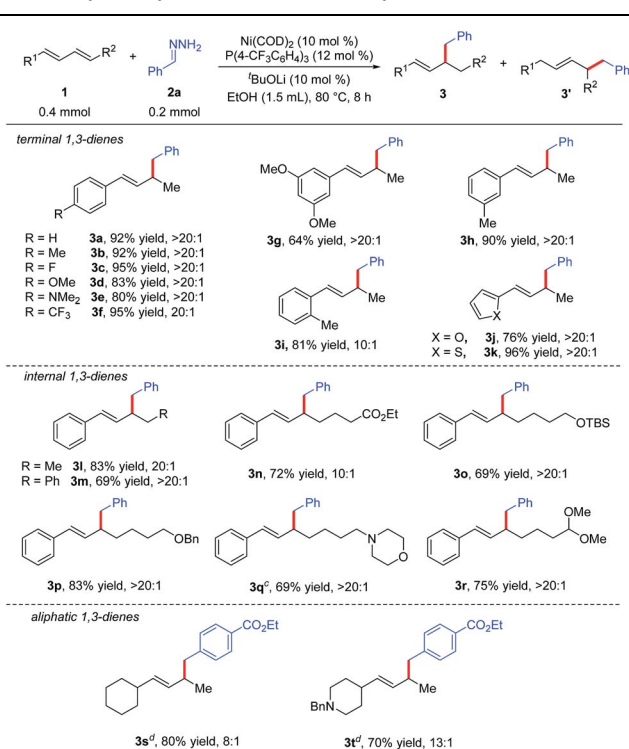 Ph
Ni(COD)2 (10 mol %)
R1 R2 + N NH2 P(4-CF3C6H4)3 (12 mol %) R1 R2 + R1 Ph
Ph tBuOLi (10 mol %) R2
1 2a EtOH (1.5 mL), 80 °C, 8 h 3 3'
0.4 mmol 0.2 mmol
terminal 1,3-dienes
Ph Ph Ph
R Me MeO Me OMe Me Me
R = H 3a, 92% yield, >20:1
R = Me 3b, 92% yield, >20:1
R = F 3c, 95% yield, >20:1
R = OMe 3d, 83% yield, >20:1
R = NMe2 3e, 80% yield, >20:1
R = CF3 3f, 95% yield, 20:1
3g, 64% yield, >20:1
3h, 90% yield, >20:1
Ph Ph
Me Me X Me
3i, 81% yield, 10:1
X = O, 3j, 76% yield, >20:1
X = S, 3k, 96% yield, >20:1
internal 1,3-dienes
Ph Ph Ph
R CO2Et OTBS
R = Me 3l, 83% yield, 20:1
R = Ph 3m, 69% yield, >20:1
3n, 72% yield, 10:1
3o, 69% yield, >20:1
Ph Ph Ph
OBn N O OMe OMe
3p, 83% yield, >20:1
3qc, 69% yield, >20:1
3r, 75% yield, >20:1
aliphatic 1,3-dienes
CO2Et CO2Et
Me BnN Me
3sd, 80% yield, 8:1
3td, 70% yield, 13:1